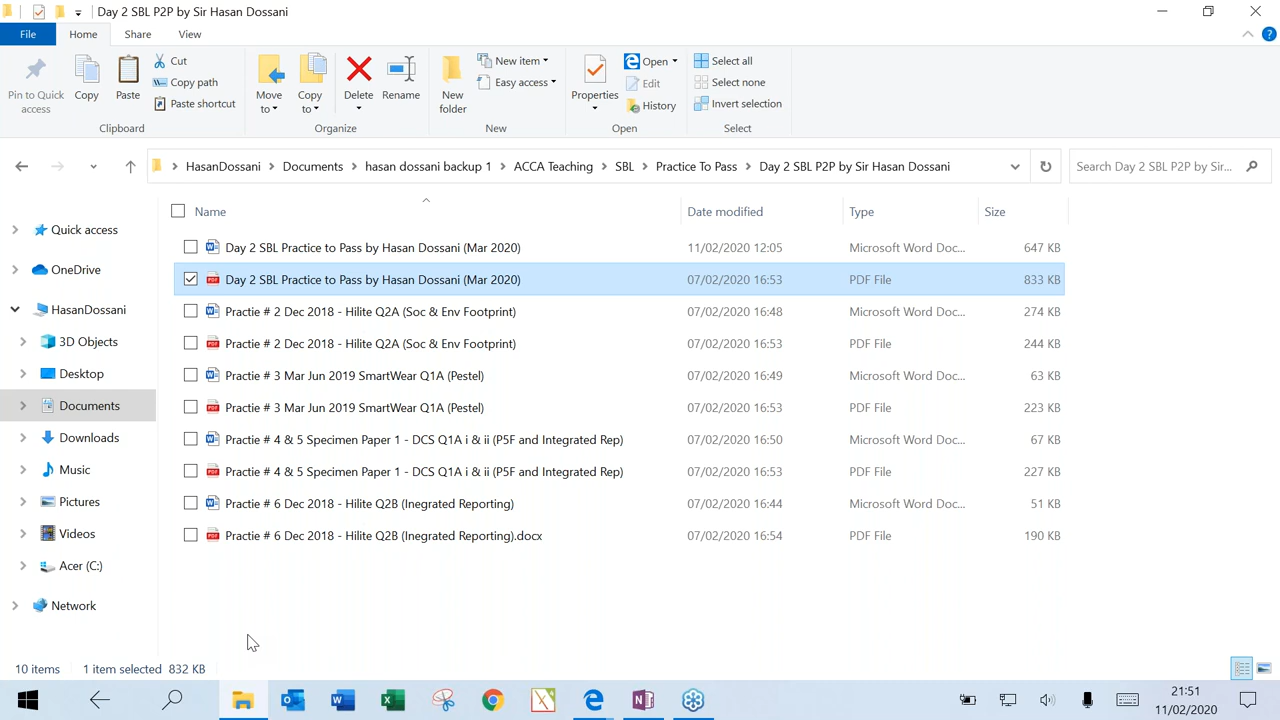 Day 2 SBL P2P by Sir Hasan Dossani
File Home Share View
Pin to Quick access
Copy
Paste
Cut
Copy path
Paste shortcut
Clipboard
Move to
Copy to
Delete
Rename
Organize
New folder
New item
Easy access
New
Properties
Open
Edit
History
Open
Select all
Select none
Invert selection
Select
HasanDossani Documents hasan dossani backup 1 ACCA Teaching SBL Practice To Pass Day 2 SBL P2P by Sir Hasan Dossani
Search Day 2 SBL P2P by Sir...
Quick access
OneDrive
HasanDossani
3D Objects
Desktop
Documents
Downloads
Music
Pictures
Videos
Acer (C:)
Network
Name Date modified Type Size
Day 2 SBL Practice to Pass by Hasan Dossani (Mar 2020) 11/02/2020 12:05 Microsoft Word Doc... 647 KB
Day 2 SBL Practice to Pass by Hasan Dossani (Mar 2020) 07/02/2020 16:53 PDF File 833 KB
Practie # 2 Dec 2018 - Hilite Q2A (Soc & Env Footprint) 07/02/2020 16:48 Microsoft Word Doc... 274 KB
Practie # 2 Dec 2018 - Hilite Q2A (Soc & Env Footprint) 07/02/2020 16:53 PDF File 244 KB
Practie # 3 Mar Jun 2019 SmartWear Q1A (Pestel) 07/02/2020 16:49 Microsoft Word Doc... 63 KB
Practie # 3 Mar Jun 2019 SmartWear Q1A (Pestel) 07/02/2020 16:53 PDF File 223 KB
Practie # 4 & 5 Specimen Paper 1 - DCS Q1A i & ii (P5F and Integrated Rep) 07/02/2020 16:50 Microsoft Word Doc... 67 KB
Practie # 4 & 5 Specimen Paper 1 - DCS Q1A i & ii (P5F and Integrated Rep) 07/02/2020 16:53 PDF File 227 KB
Practie # 6 Dec 2018 - Hilite Q2B (Inegrated Reporting) 07/02/2020 16:44 Microsoft Word Doc... 51 KB
Practie # 6 Dec 2018 - Hilite Q2B (Inegrated Reporting).docx 07/02/2020 16:54 PDF File 190 KB
10 items 1 item selected 832 KB
21:51
11/02/2020